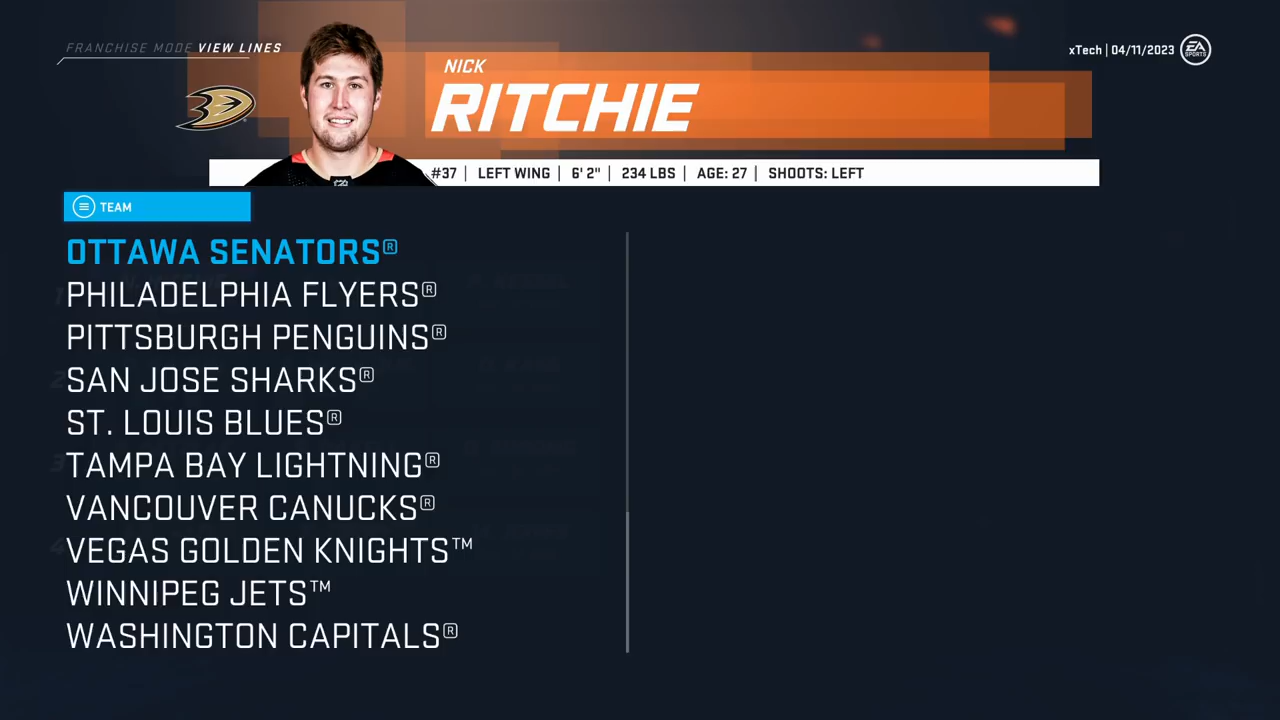 FRANCHISE MODE VIEW LINES
xTech | 04/11/2023
EA SPORTS
NICK
RITCHIE
#37 | LEFT WING | 6' 2" | 234 LBS | AGE: 27 | SHOOTS: LEFT
TEAM
OTTAWA SENATORS®
PHILADELPHIA FLYERS®
PITTSBURGH PENGUINS®
SAN JOSE SHARKS®
ST. LOUIS BLUES®
TAMPA BAY LIGHTNING®
VANCOUVER CANUCKS®
VEGAS GOLDEN KNIGHTS™
WINNIPEG JETS™
WASHINGTON CAPITALS®